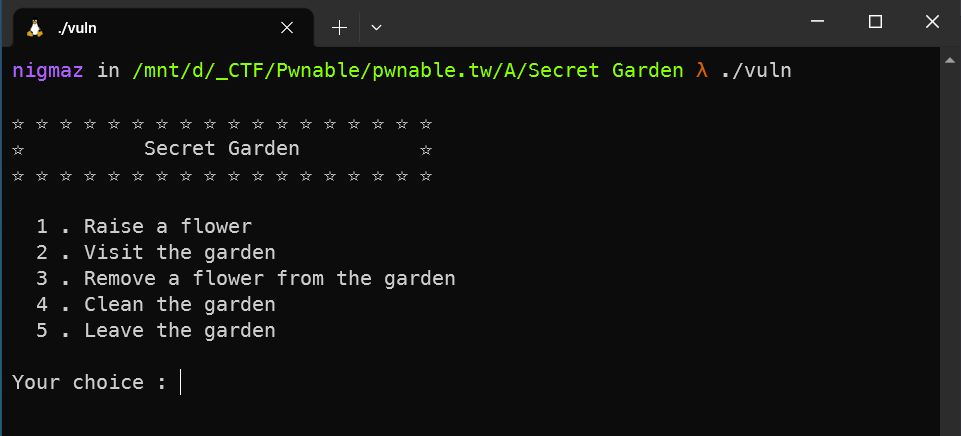 ./vuln
nigmaz in /mnt/d/_CTF/Pwnable/pwnable.tw/A/Secret Garden λ ./vuln
☆ ☆ ☆ ☆ ☆ ☆ ☆ ☆ ☆ ☆ ☆ ☆ ☆ ☆ ☆ ☆ ☆ ☆
☆ Secret Garden ☆
☆ ☆ ☆ ☆ ☆ ☆ ☆ ☆ ☆ ☆ ☆ ☆ ☆ ☆ ☆ ☆ ☆ ☆
1 . Raise a flower
2 . Visit the garden
3 . Remove a flower from the garden
4 . Clean the garden
5 . Leave the garden
Your choice :